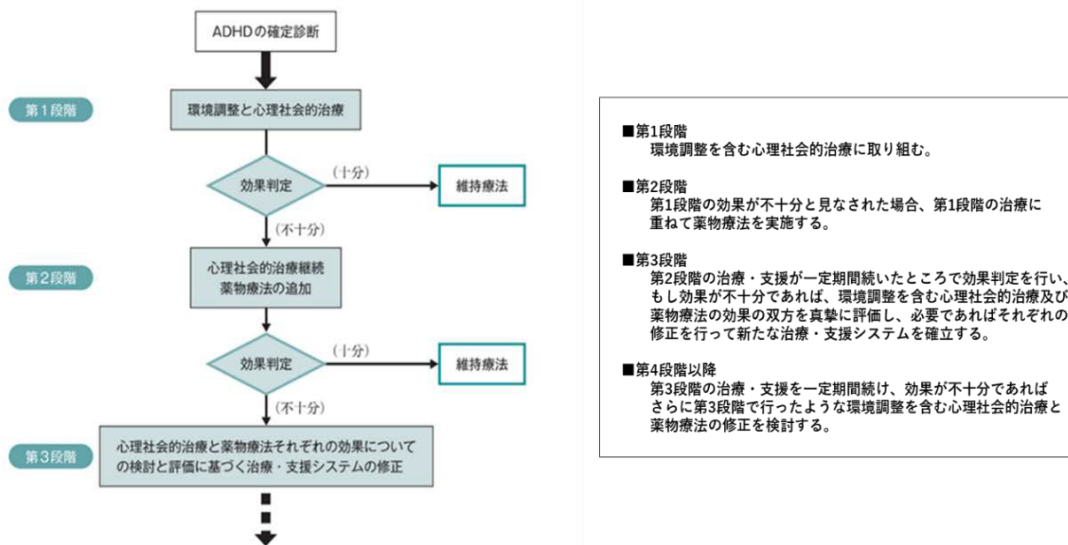 ADHDの確定診断
第1段階
環境調整と心理社会的治療
効果判定
(十分)
維持療法
(不十分)
第2段階
心理社会的治療継続
薬物療法の追加
効果判定
(十分)
維持療法
(不十分)
第3段階
心理社会的治療と薬物療法それぞれの効果について
の検討と評価に基づく治療・支援システムの修正
■第1段階
環境調整を含む心理社会的治療に取り組む。
■第2段階
第1段階の効果が不十分と見なされた場合、第1段階の治療に
重ねて薬物療法を実施する。
■第3段階
第2段階の治療・支援が一定期間続いたところで効果判定を行い、
もし効果が不十分であれば、環境調整を含む心理社会的治療及び
薬物療法の効果の双方を真摯に評価し、必要であればそれぞれの
修正を行って新たな治療・支援システムを確立する。
■第4段階以降
第3段階の治療・支援を一定期間続け、効果が不十分であれば
さらに第3段階で行ったような環境調整を含む心理社会的治療と
薬物療法の修正を検討する。